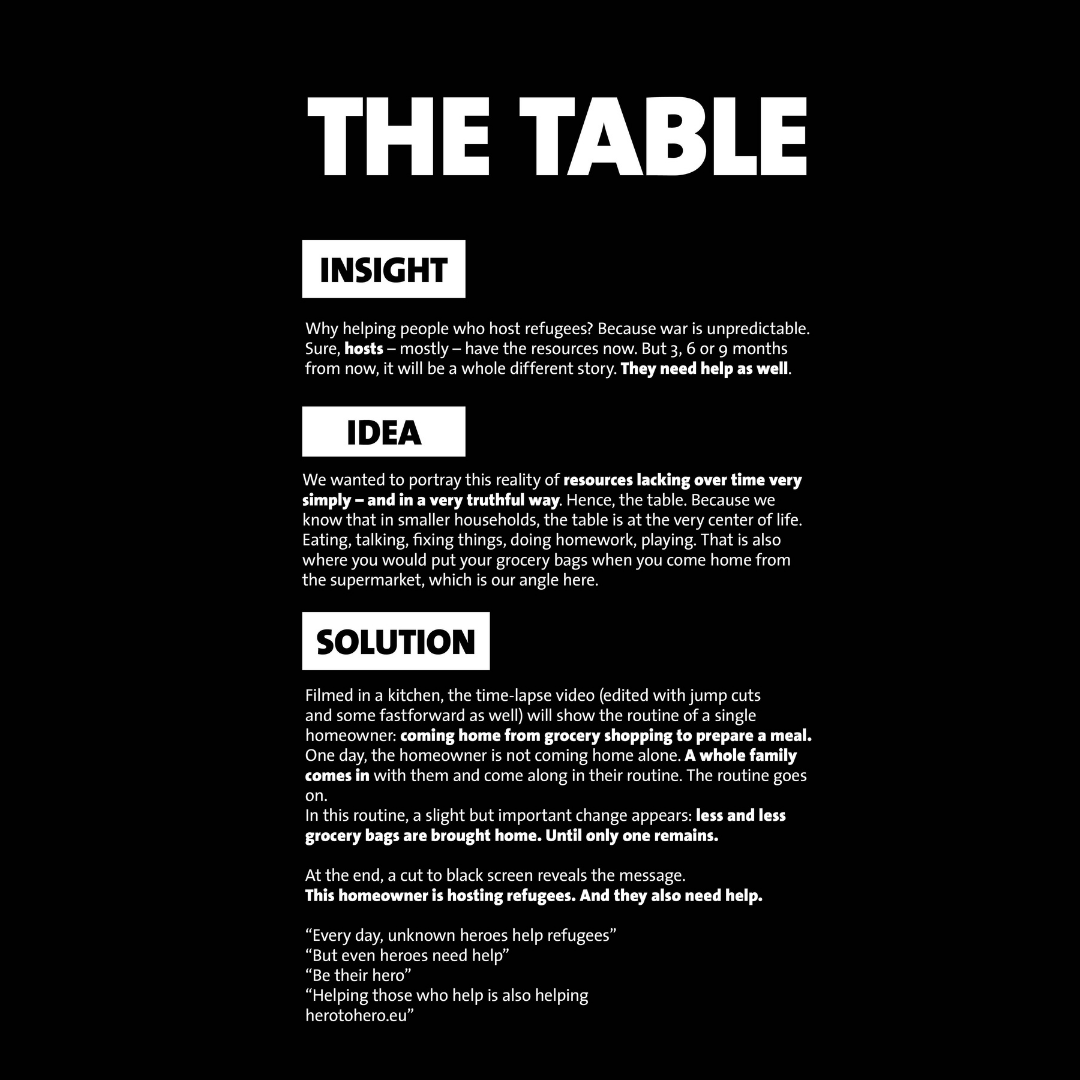 THE TABLE
INSIGHT
Why helping people who host refugees? Because war is unpredictable.
Sure, hosts – mostly – have the resources now. But 3, 6 or 9 months
from now, it will be a whole different story. They need help as well.
IDEA
We wanted to portray this reality of resources lacking over time very
simply – and in a very truthful way. Hence, the table. Because we
know that in smaller households, the table is at the very center of life.
Eating, talking, fixing things, doing homework, playing. That is also
where you would put your grocery bags when you come home from
the supermarket, which is our angle here.
SOLUTION
Filmed in a kitchen, the time-lapse video (edited with jump cuts
and some fastforward as well) will show the routine of a single
homeowner: coming home from grocery shopping to prepare a meal.
One day, the homeowner is not coming home alone. A whole family
comes in with them and come along in their routine. The routine goes
on.
In this routine, a slight but important change appears: less and less
grocery bags are brought home. Until only one remains.
At the end, a cut to black screen reveals the message.
This homeowner is hosting refugees. And they also need help.
“Every day, unknown heroes help refugees”
“But even heroes need help”
“Be their hero”
“Helping those who help is also helping
herotohero.eu”